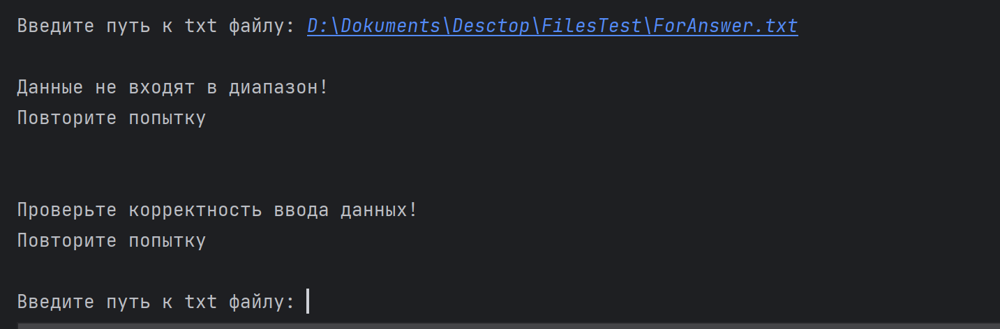 Введите путь к txt файлу: D:\Dokuments\Desctop\FilesTest\ForAnswer.txt
Данные не входят в диапазон!
Повторите попытку
Проверьте корректность ввода данных!
Повторите попытку
Введите путь к txt файлу: